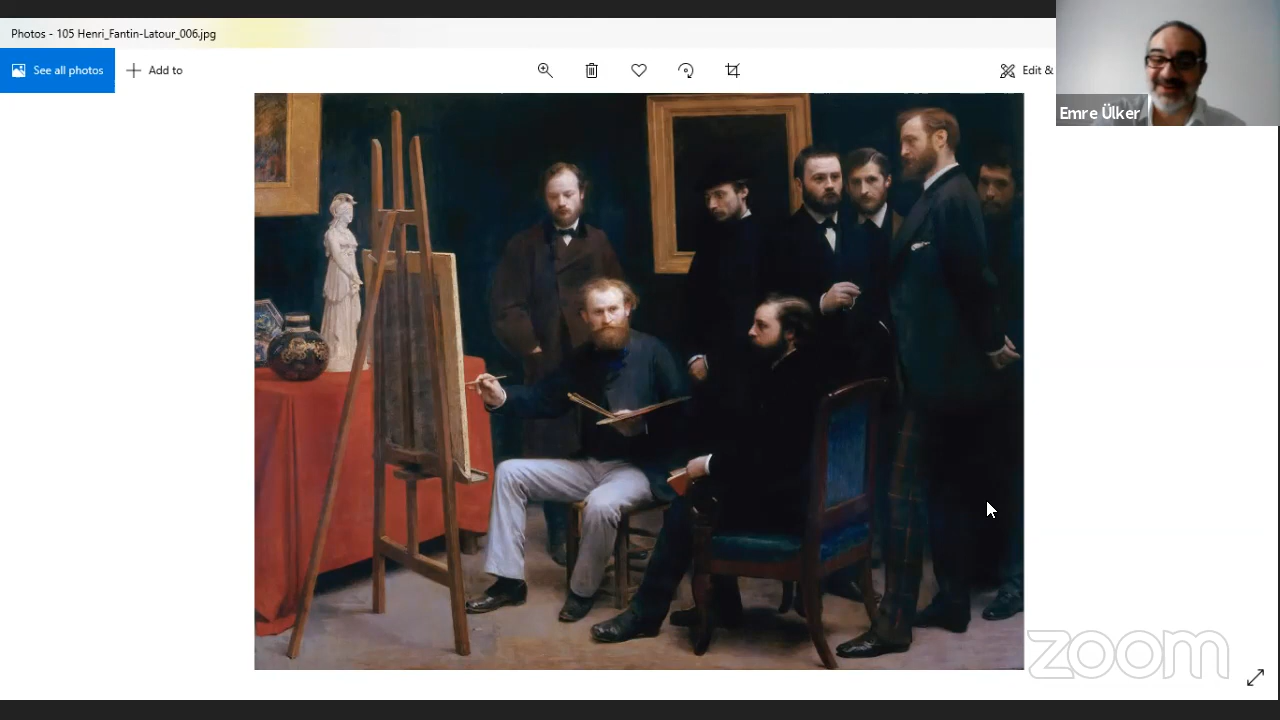 Photos - 105 Henri_Fantin-Latour_006.jpg
See all photos
Add to
Edit &
Emre Ülker
zoom